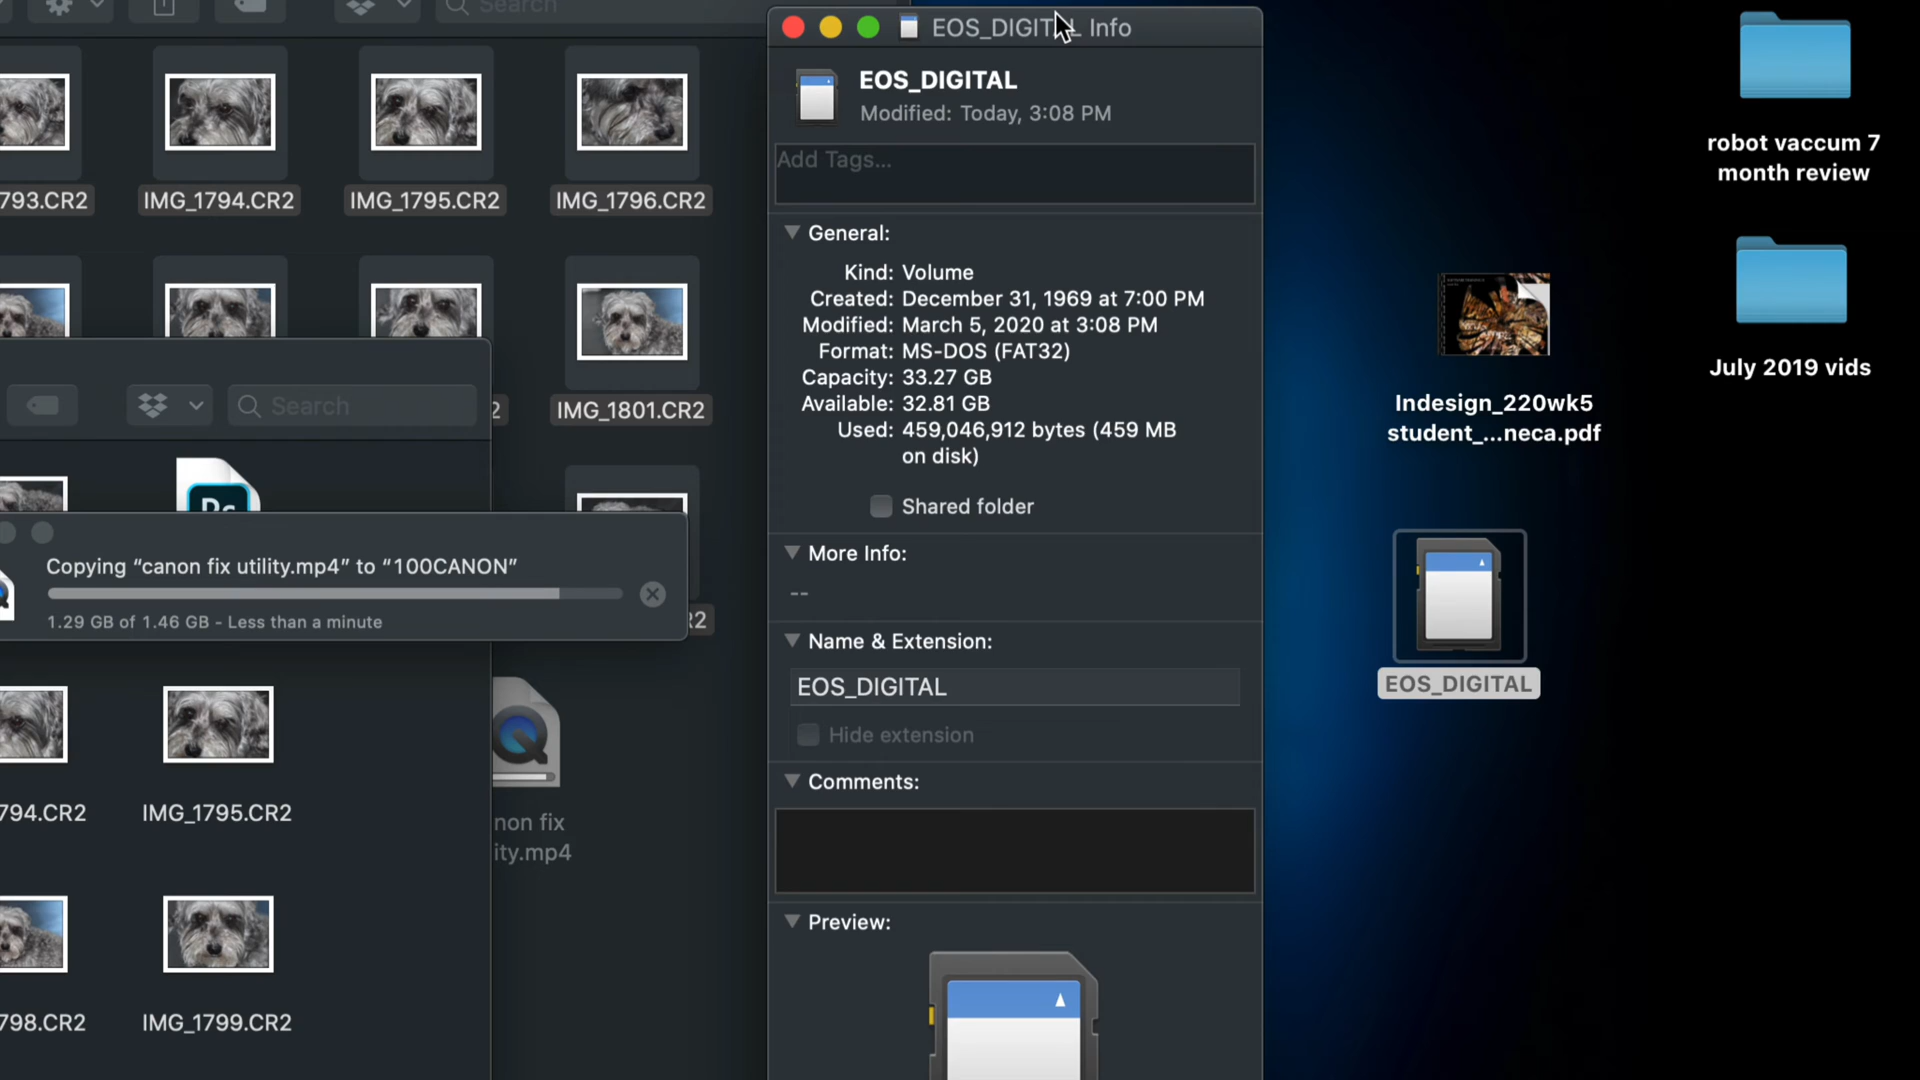 Search
EOS_DIGITAL Info
EOS_DIGITAL
Modified: Today, 3:08 PM
Add Tags...
General:
Kind: Volume
Created: December 31, 1969 at 7:00 PM
Modified: March 5, 2020 at 3:08 PM
Format: MS-DOS (FAT32)
Capacity: 33.27 GB
Available: 32.81 GB
Used: 459,046,912 bytes (459 MB
on disk)
Shared folder
More Info:
--
Name & Extension:
EOS_DIGITAL
Hide extension
Comments:
Preview:
793.CR2
IMG_1794.CR2
IMG_1795.CR2
IMG_1796.CR2
2
IMG_1801.CR2
R2
Search
Copying “canon fix utility.mp4” to “100CANON”
1.29 GB of 1.46 GB - Less than a minute
794.CR2
IMG_1795.CR2
non fix
ity.mp4
798.CR2
IMG_1799.CR2
robot vaccum 7
month review
July 2019 vids
Indesign_220wk5
student_...neca.pdf
EOS_DIGITAL